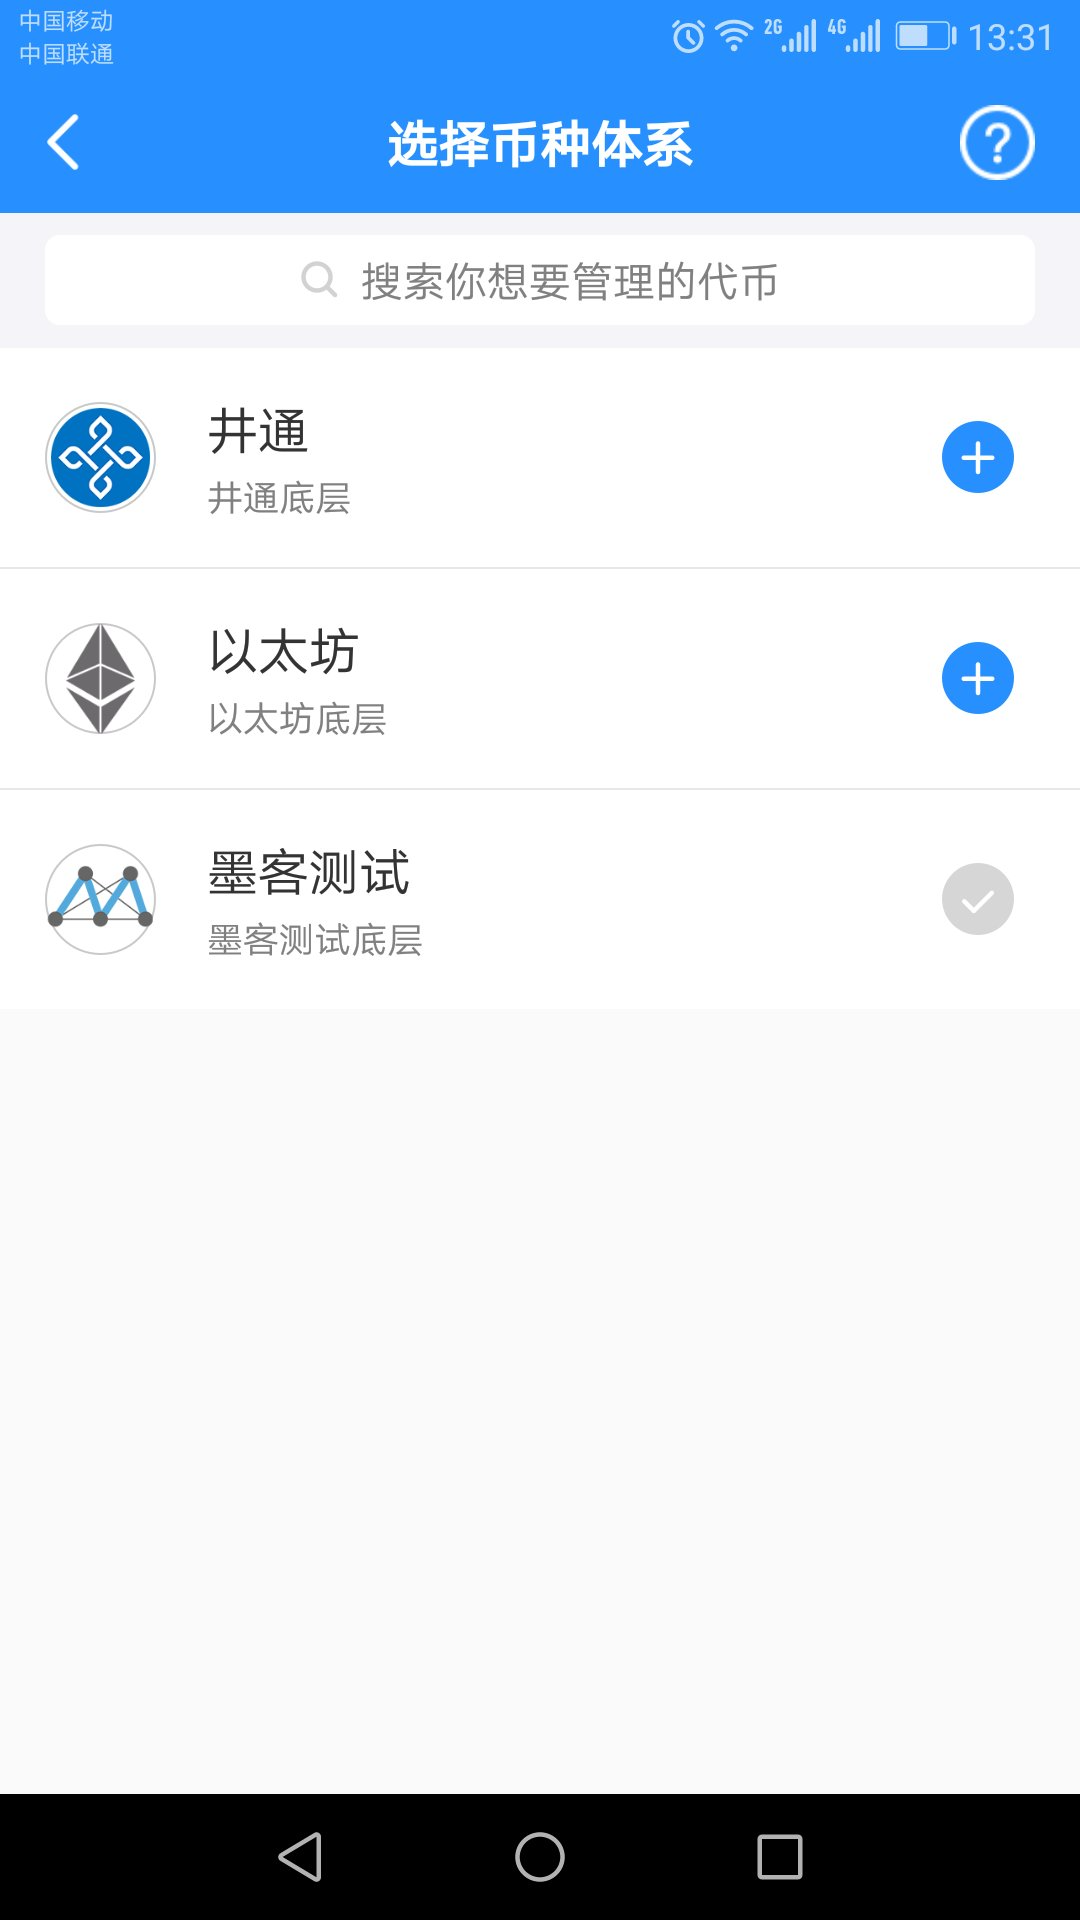 中国移动
中国联通
2G
4G
13:31
选择币种体系
搜索你想要管理的代币
井通
井通底层
以太坊
以太坊底层
墨客测试
墨客测试底层